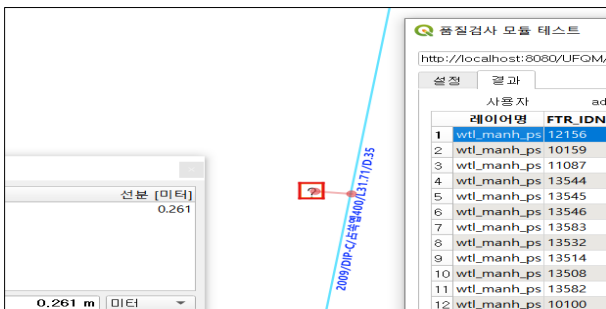 품질검사 모듈 테스트
http://localhost:8080/UFQM/
설정 결과
사용자 ad
레이어명 FTR_IDN
1 wtl_manh_ps 12156
2 wtl_manh_ps 10159
3 wtl_manh_ps 11087
4 wtl_manh_ps 13544
5 wtl_manh_ps 13545
6 wtl_manh_ps 13546
7 wtl_manh_ps 13583
8 wtl_manh_ps 13532
9 wtl_manh_ps 13514
10 wtl_manh_ps 13508
11 wtl_manh_ps 13582
12 wtl_manh_ps 10100
선분 [미터]
0.261
0,261 m 미터
?